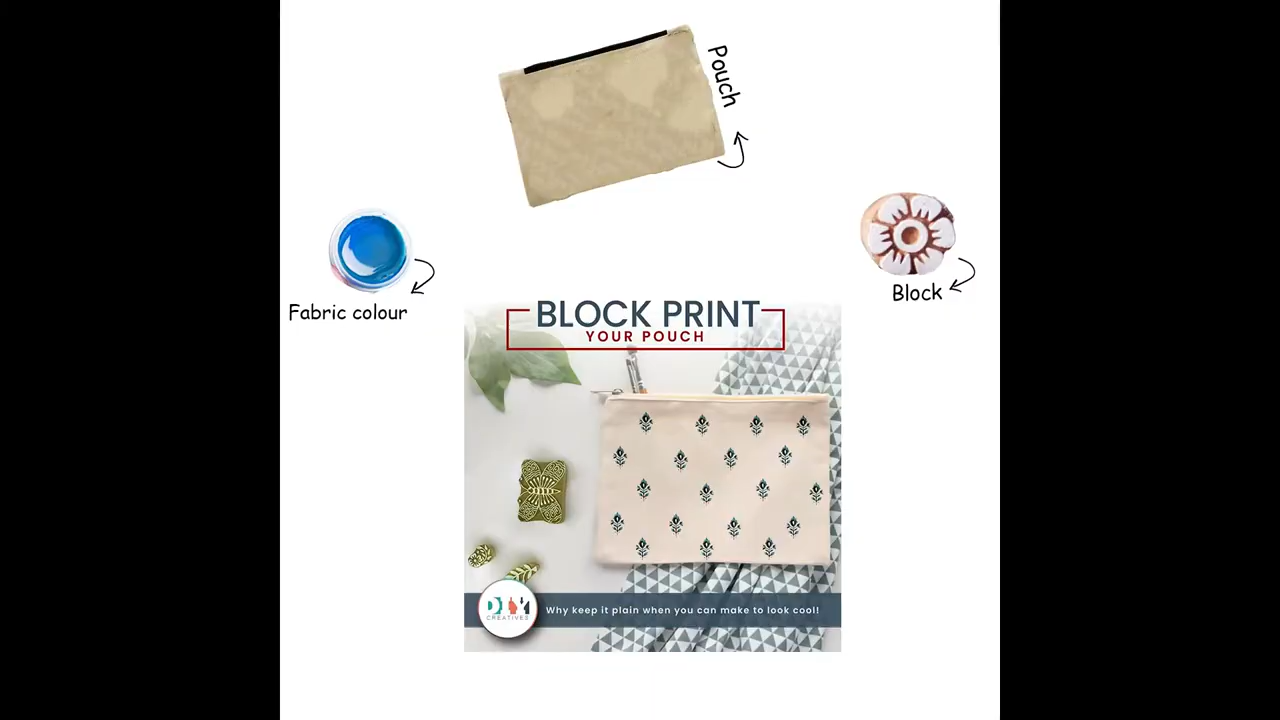 Pouch
Fabric colour
Block
BLOCK PRINT
YOUR POUCH
Why keep it plain when you can make to look cool!
CREATIVES